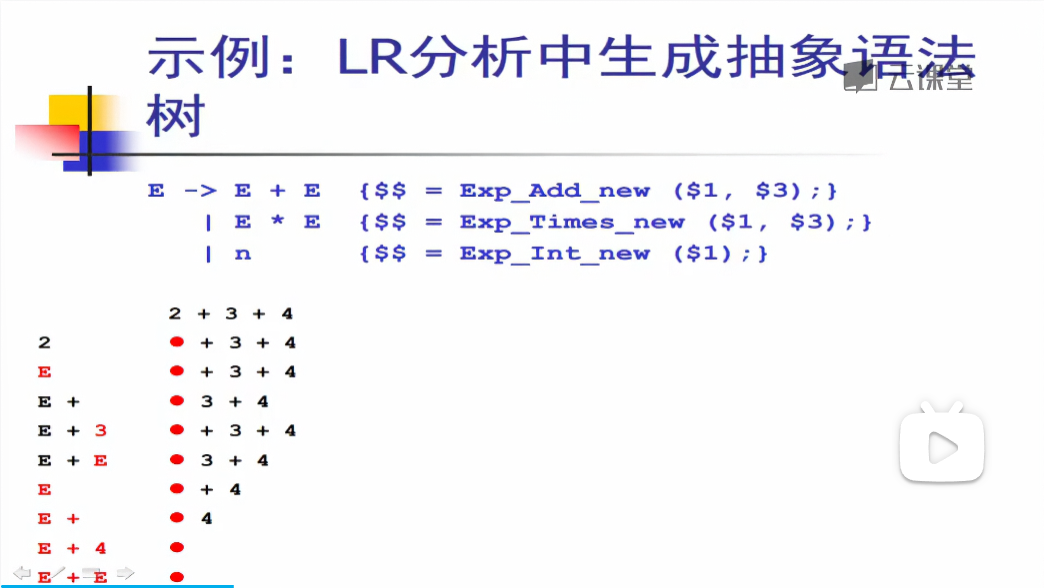 示例：LR分析中生成抽象语法
树
云课堂
E -> E + E {$$ = Exp_Add_new ($1, $3);}
| E * E {$$ = Exp_Times_new ($1, $3);}
| n {$$ = Exp_Int_new ($1);}
2 + 3 + 4
2 • + 3 + 4
E • + 3 + 4
E + • 3 + 4
E + 3 • + 3 + 4
E + E • 3 + 4
E • + 4
E + • 4
E + 4 •
E + E •